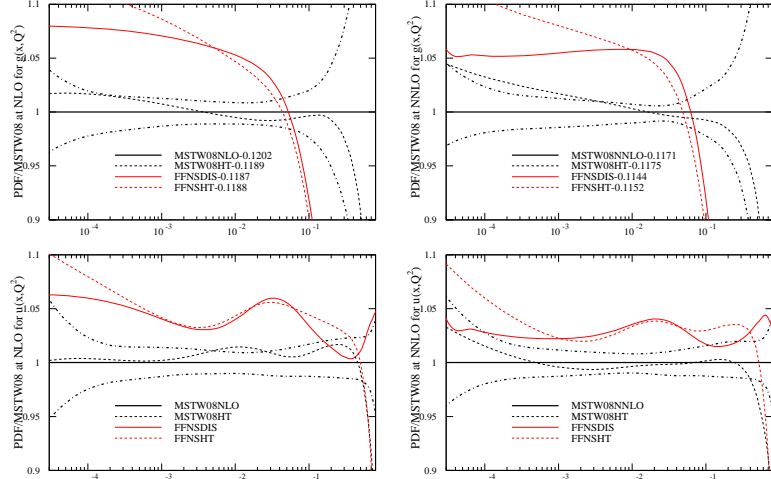 PDF/MSTW08 at NLO for g(x,Q²)
1.1
1.05
1
0.95
0.9
MSTW08NLO-0.1202
MSTW08HT-0.1189
FFNSDIS-0.1187
FFNSHT-0.1188
10⁻⁴ 10⁻³ 10⁻² 10⁻¹
PDF/MSTW08 at NNLO for g(x,Q²)
1.1
1.05
1
0.95
0.9
MSTW08NNLO-0.1171
MSTW08HT-0.1175
FFNSDIS-0.1144
FFNSHT-0.1152
10⁻⁴ 10⁻³ 10⁻² 10⁻¹
PDF/MSTW08 at NLO for u(x,Q²)
1.1
1.05
1
0.95
0.9
MSTW08NLO
MSTW08HT
FFNSDIS
FFNSHT
-4 -3 -2 -1
PDF/MSTW08 at NNLO for u(x,Q²)
1.1
1.05
1
0.95
0.9
MSTW08NNLO
MSTW08HT
FFNSDIS
FFNSHT
-4 -3 -2 -1